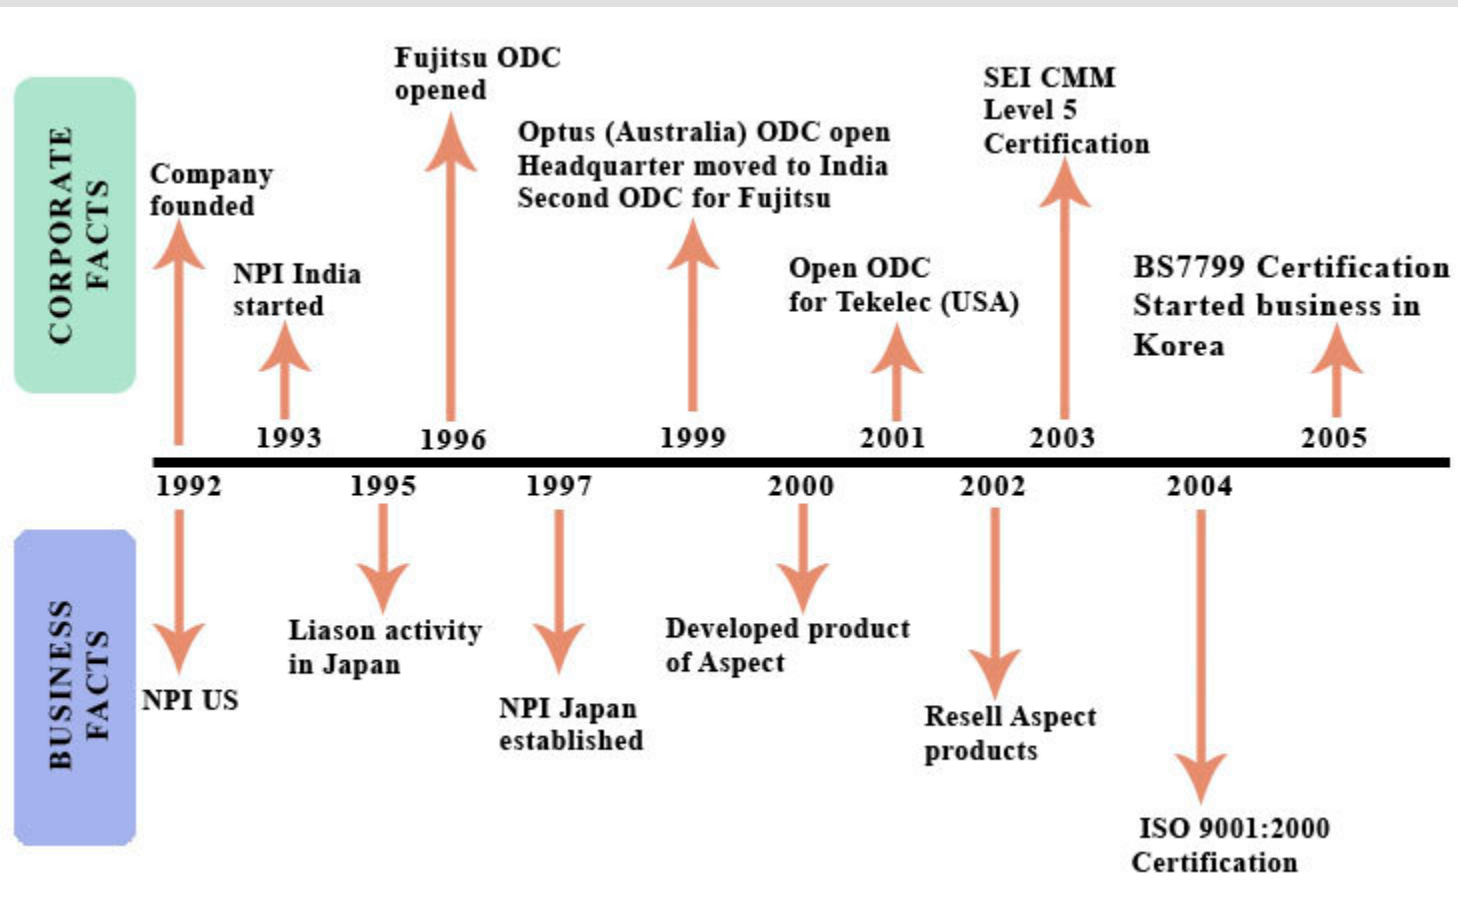 CORPORATE
FACTS
Company
founded
NPI India
started
Fujitsu ODC
opened
Optus (Australia) ODC open
Headquarter moved to India
Second ODC for Fujitsu
Open ODC
for Tekelec (USA)
SEI CMM
Level 5
Certification
BS7799 Certification
Started business in
Korea
1993
1996
1999
2001
2003
2005
1992
1995
1997
2000
2002
2004
BUSINESS
FACTS
NPI US
Liason activity
in Japan
NPI Japan
established
Developed product
of Aspect
Resell Aspect
products
ISO 9001:2000
Certification